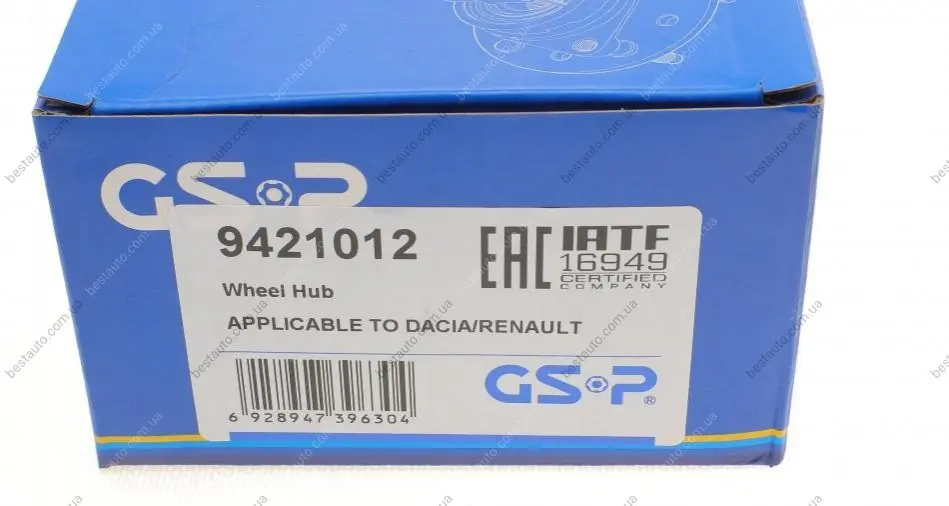 GSP
9421012
EAC
IATF
16949
CERTIFIED
COMPANY
Wheel Hub
APPLICABLE TO DACIA/RENAULT
6 928947 396304
GSP®
bestauto.com.ua